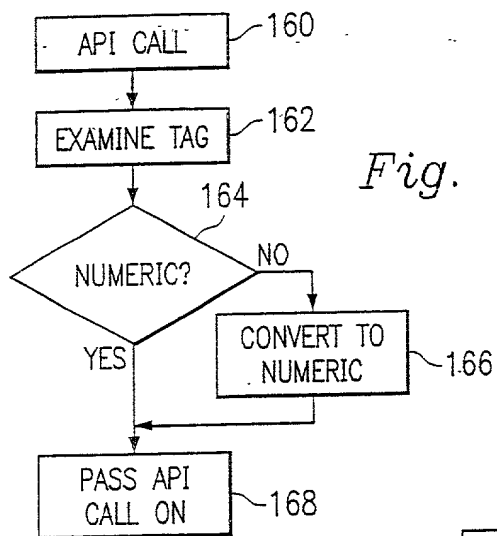 API CALL
160
EXAMINE TAG
162
Fig.
164
NUMERIC?
NO
YES
CONVERT TO
NUMERIC
166
PASS API
CALL ON
168